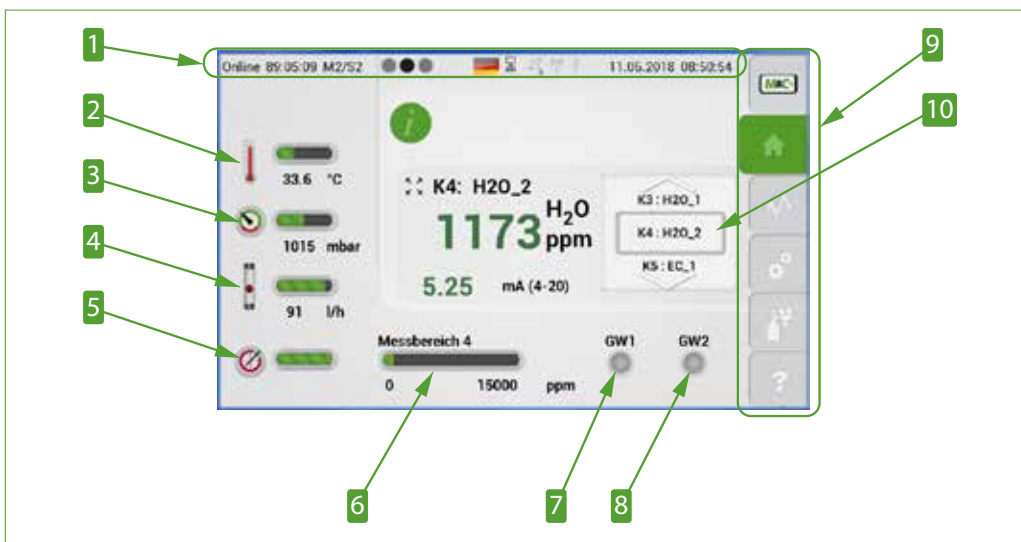 1
9
Online 89:05:09 M2/S2 11.06.2018 08:50:54
MRC
2
10
33.6 °C
K4: H2O_2
K3 : H2O_1
3
H2O
1173 ppm
K4 : H2O_2
1015 mbar
4
K5 : EC_1
5.25 mA (4-20)
91 l/h
5
Messbereich 4
GW1 GW2
0 15000 ppm
?
6
7
8